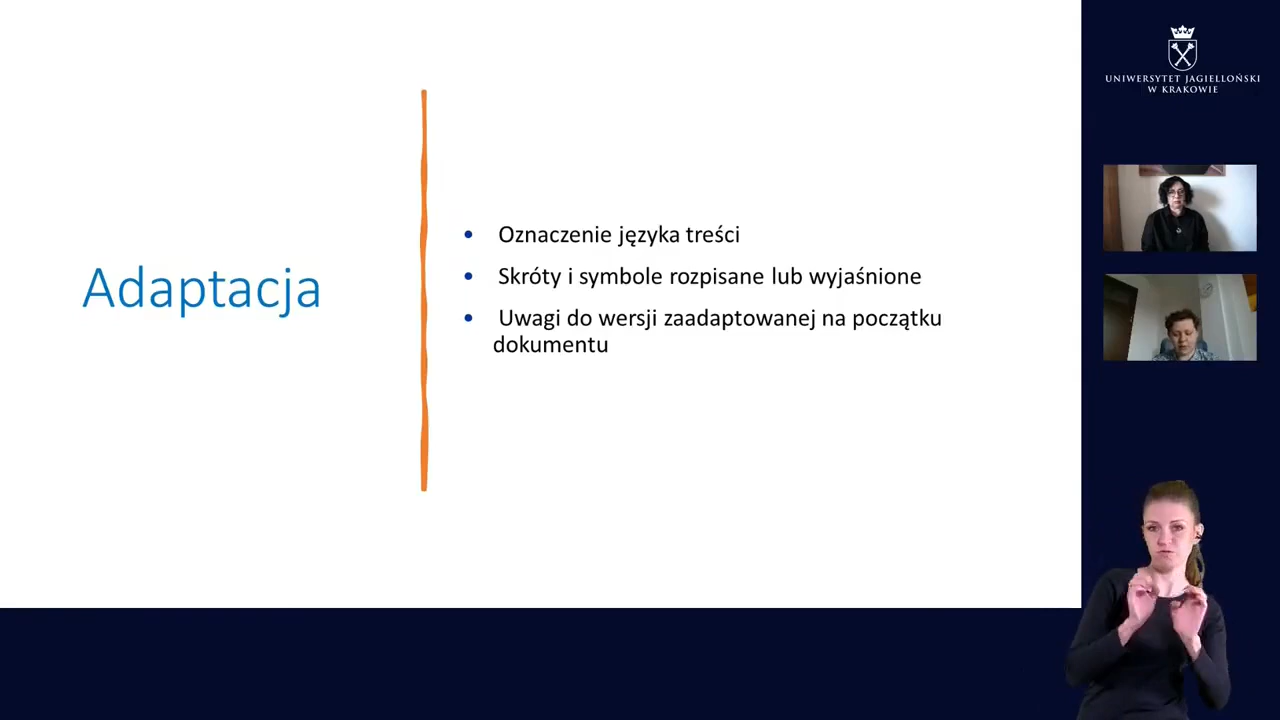 Adaptacja
• Oznaczenie języka treści
• Skróty i symbole rozpisane lub wyjaśnione
• Uwagi do wersji zaadaptowanej na początku
dokumentu
UNIWERSYTET JAGIELLOŃSKI
W KRAKOWIE